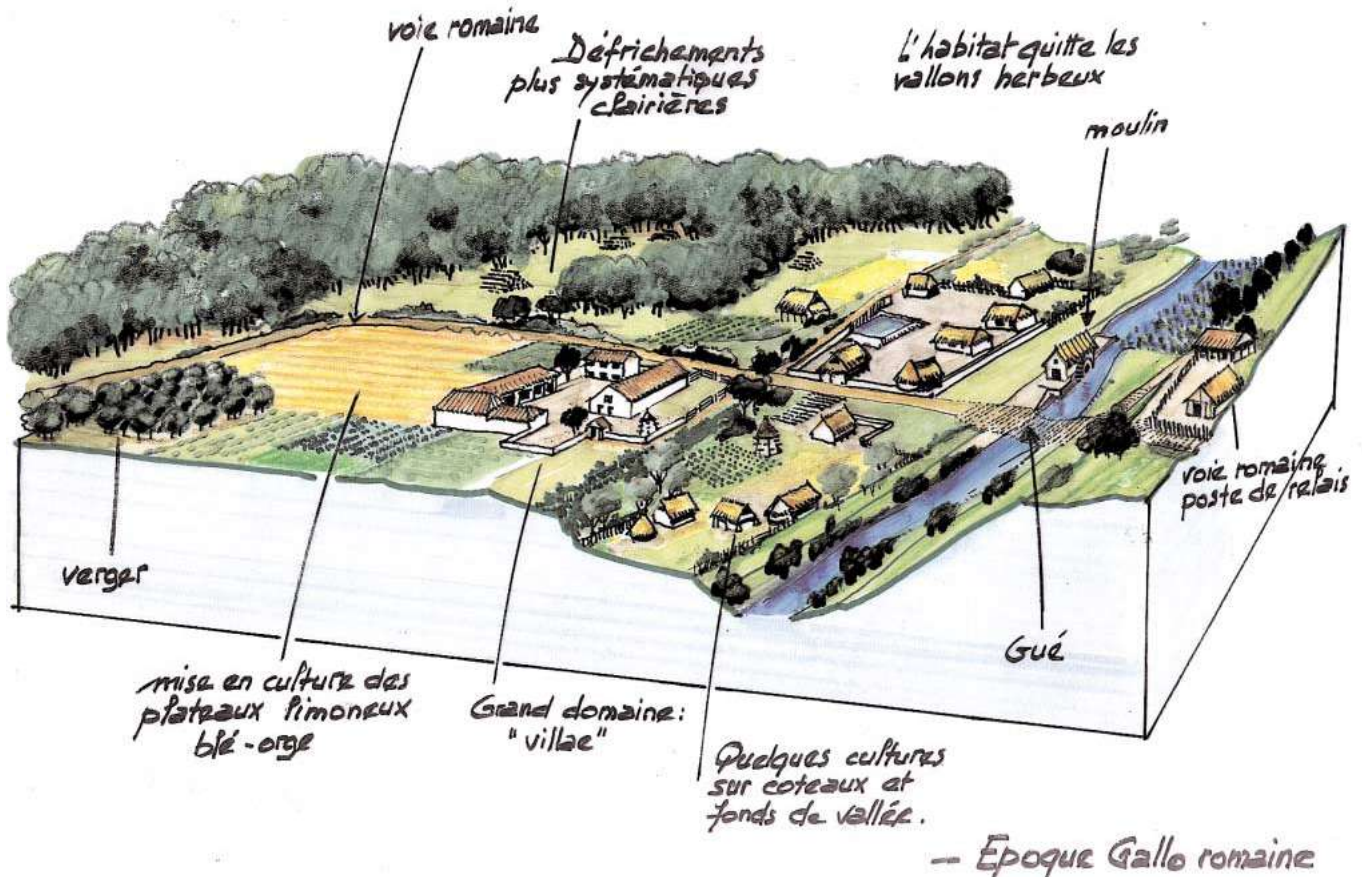 voie romaine
Défrichements
plus systématiques
clairières
L'habitat quitte les
vallons herbeux
moulin
voie romaine
poste de relais
verger
Gué
mise en culture des
plateaux limoneux
blé-orge
Grand domaine:
"villae"
Quelques cultures
sur coteaux et
fonds de vallée.
— Epoque Gallo romaine